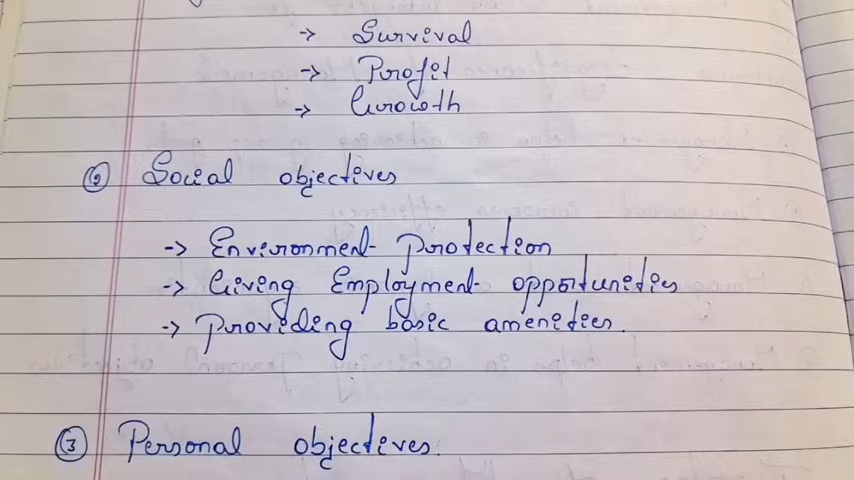 -> Survival
-> Profit
-> Growth
② Social objectives
-> Environment Protection
-> Giving Employment opportunities
-> Providing basic amenities.
③ Personal objectives.